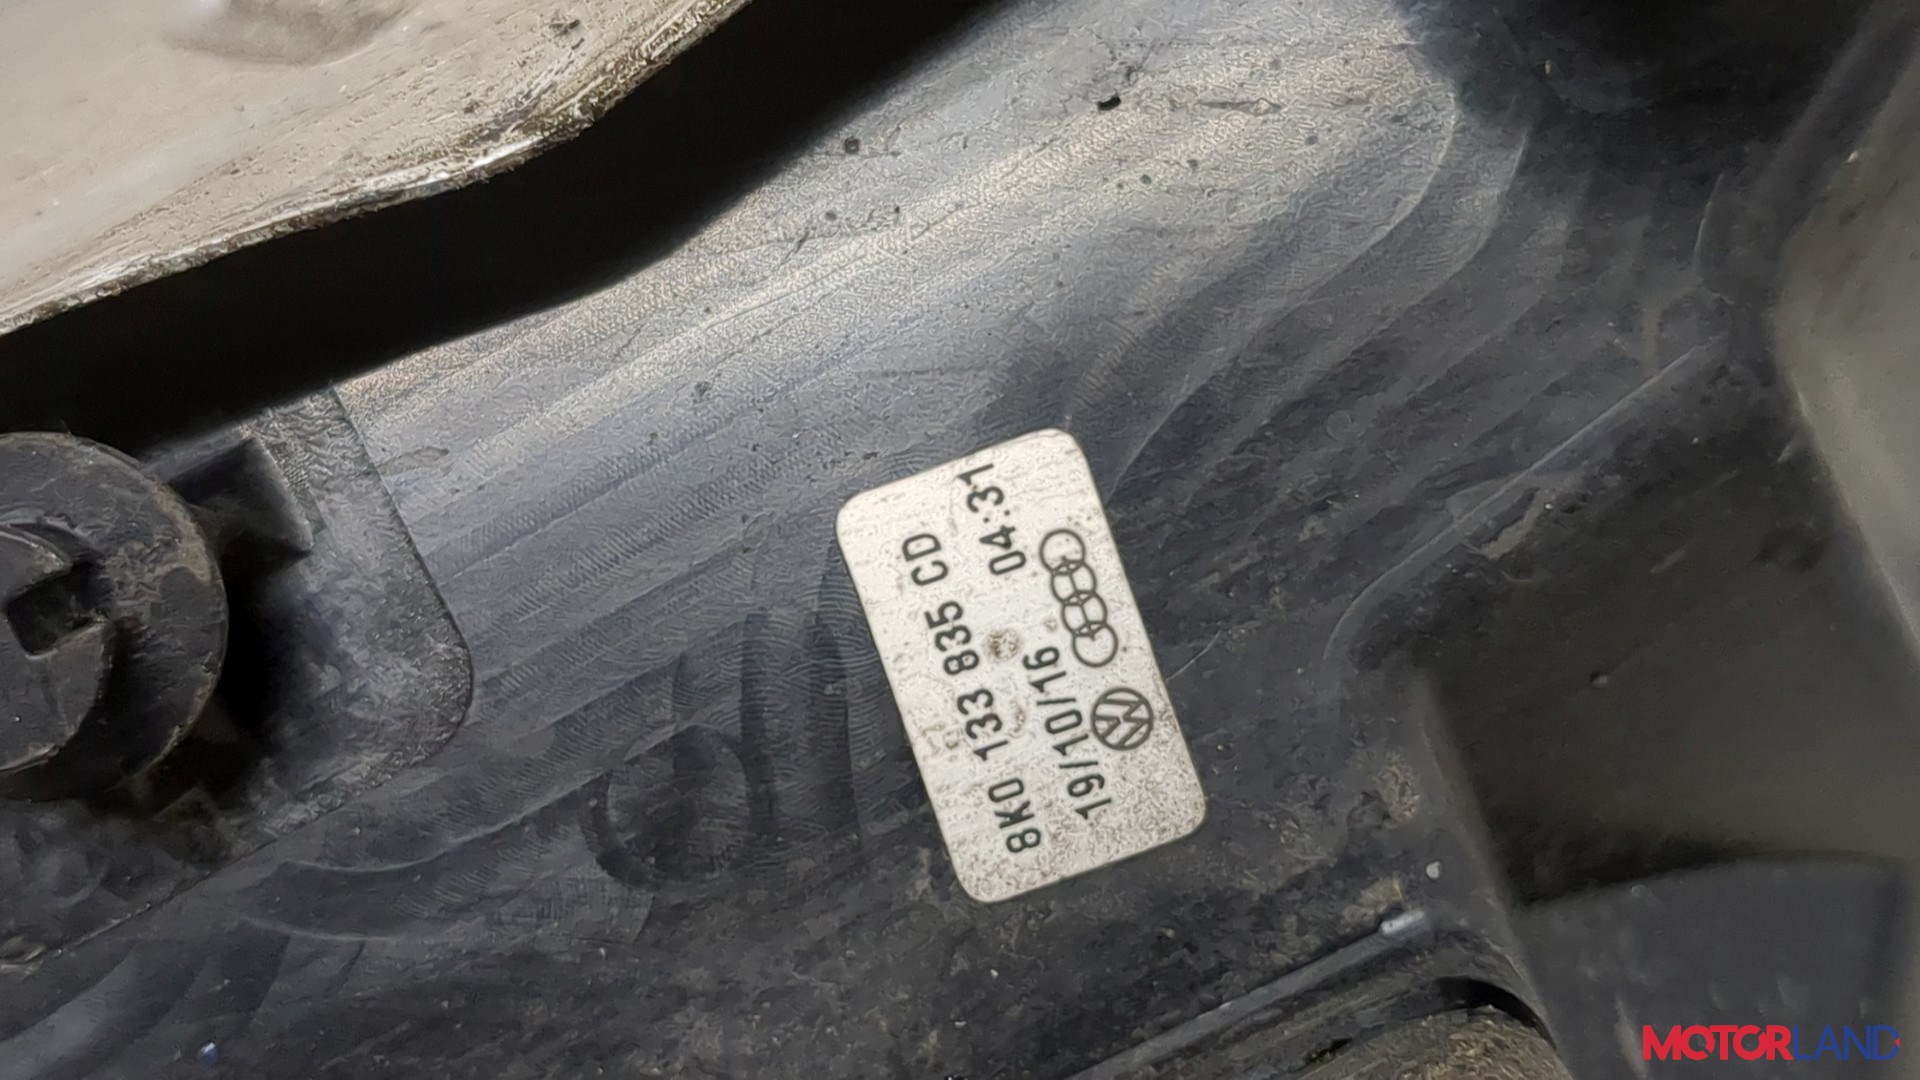 8K0 133 835 CD
19/10/16 04:31
MOTORLAND